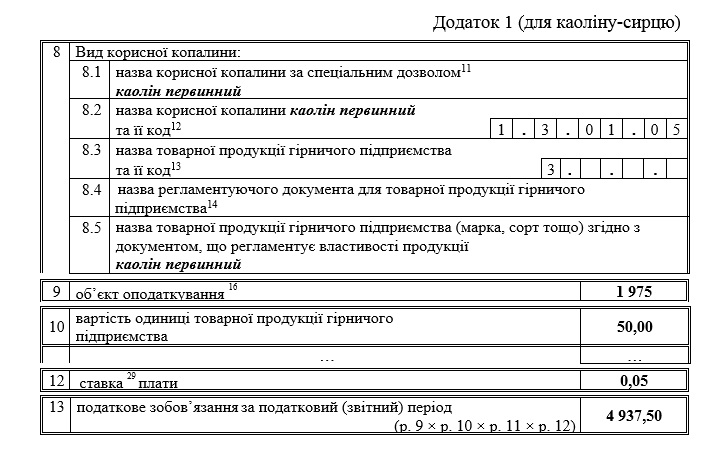 Додаток 1 (для каоліну-сирцю)
8 Вид корисної копалини:
8.1 назва корисної копалини за спеціальним дозволом11
каолін первинний
8.2 назва корисної копалини каолін первинний
та її код12 1 . 3 . 0 1 . 0 5
8.3 назва товарної продукції гірничого підприємства
та її код13 3 . . .
8.4 назва регламентуючого документа для товарної продукції гірничого
підприємства14
8.5 назва товарної продукції гірничого підприємства (марка, сорт тощо) згідно з
документом, що регламентує властивості продукції
каолін первинний
9 об’єкт оподаткування 16 1 975
10 вартість одиниці товарної продукції гірничого
підприємства 50,00
… …
12 ставка 29 плати 0,05
13 податкове зобов’язання за податковий (звітний) період
(р. 9 × р. 10 × р. 11 × р. 12) 4 937,50